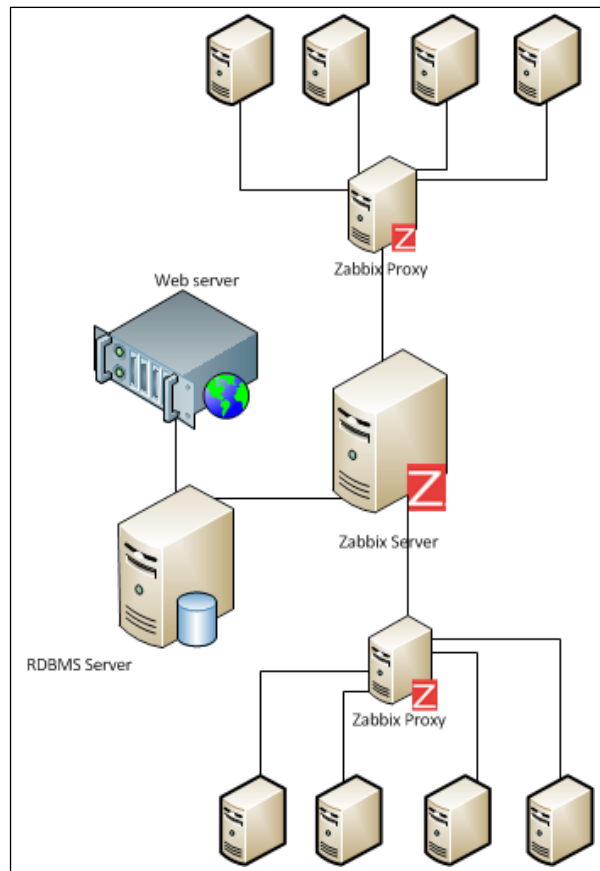 Z
Zabbix Proxy
Web server
Z
Zabbix Server
RDBMS Server
Z
Zabbix Proxy